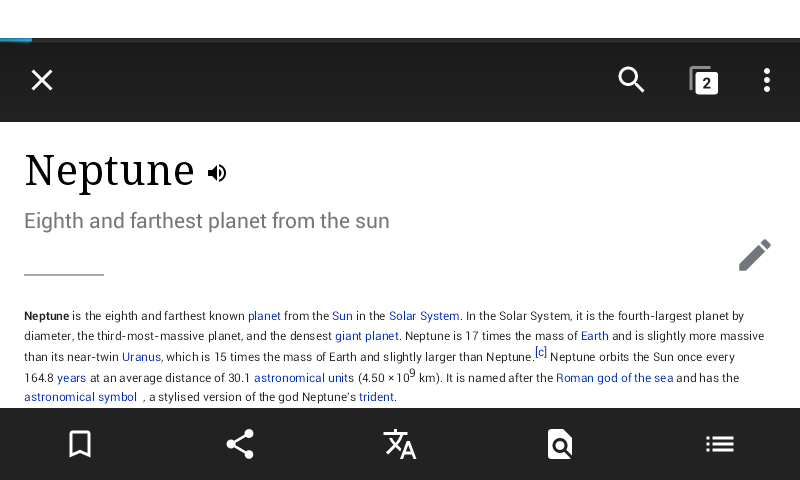 2
Neptune
Eighth and farthest planet from the sun
Neptune is the eighth and farthest known planet from the Sun in the Solar System. In the Solar System, it is the fourth-largest planet by
diameter, the third-most-massive planet, and the densest giant planet. Neptune is 17 times the mass of Earth and is slightly more massive
than its near-twin Uranus, which is 15 times the mass of Earth and slightly larger than Neptune.[c] Neptune orbits the Sun once every
164.8 years at an average distance of 30.1 astronomical units (4.50 ×10⁹ km). It is named after the Roman god of the sea and has the
astronomical symbol , a stylised version of the god Neptune's trident.